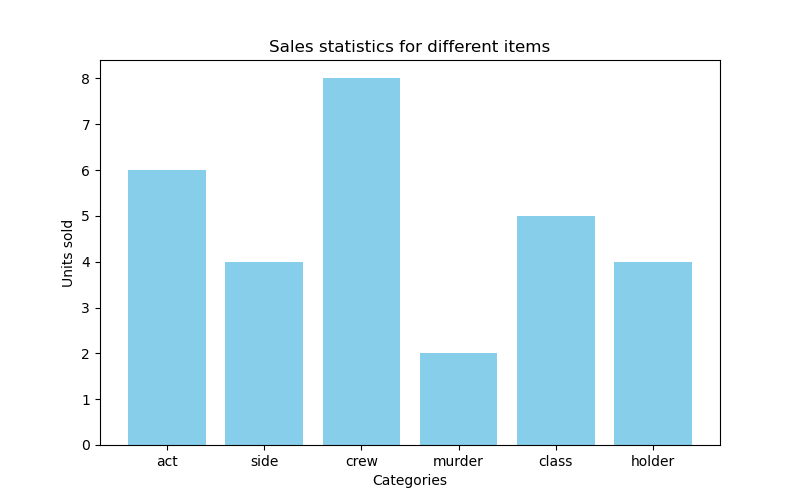 Sales statistics for different items
Units sold
8
7
6
5
4
3
2
1
0
act side crew murder class holder
Categories